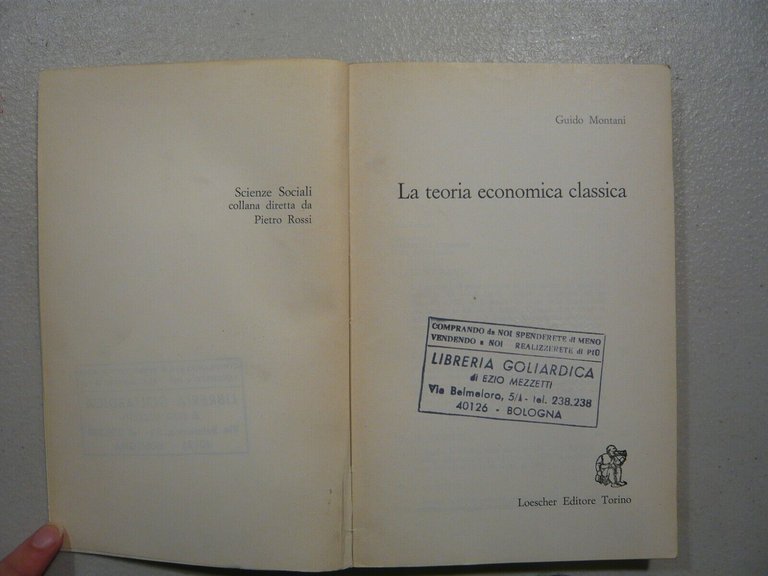 Scienze Sociali
collana diretta da
Pietro Rossi
Guido Montani
La teoria economica classica
COMPRANDO da NOI SPENDERETE di MENO
VENDENDO a NOI REALIZZERETE di PIÙ
LIBRERIA GOLIARDICA
di EZIO MEZZETTI
Via Belmeloro, 5/A - tel. 238.238
40126 - BOLOGNA
Loescher Editore Torino